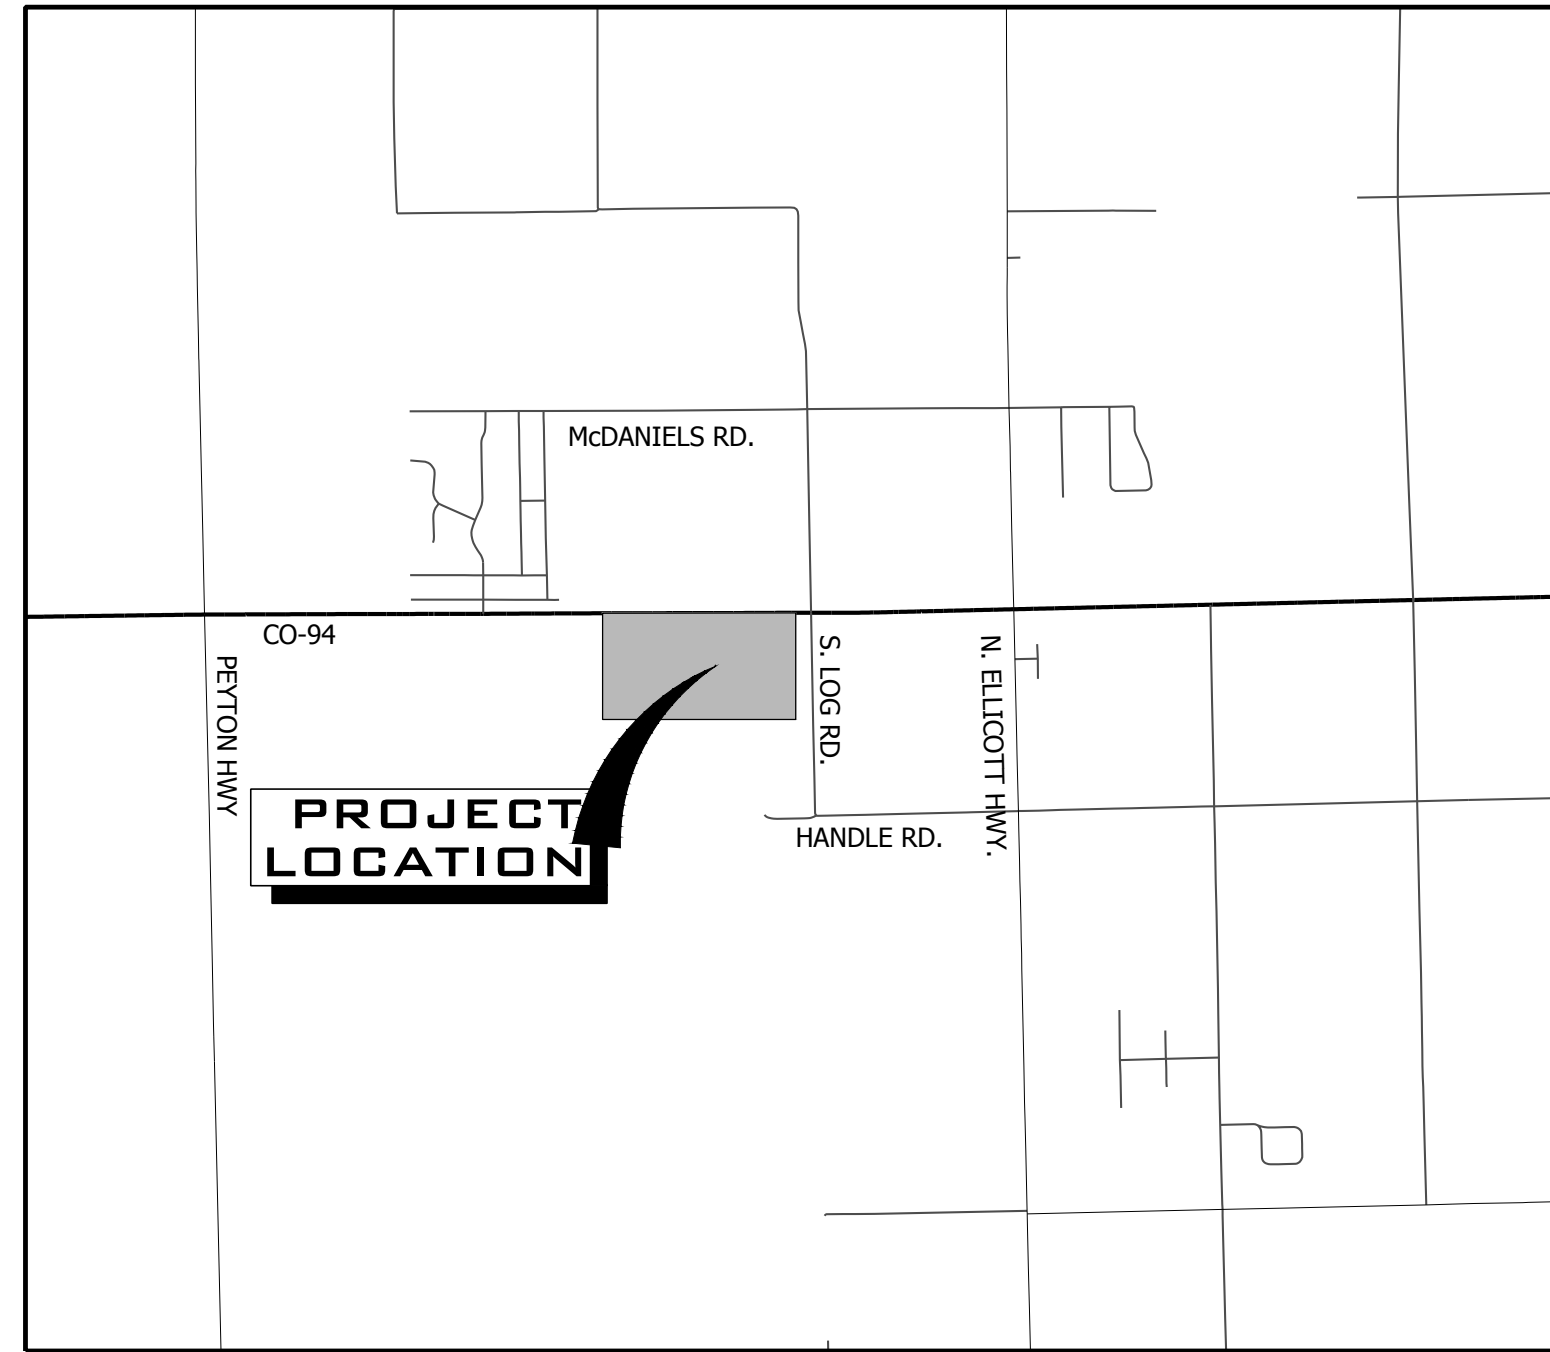 McDANIELS RD.
CO-94
PEYTON HWY
S. LOG RD.
N. ELLICOTT HWY.
PROJECT
LOCATION
HANDLE RD.